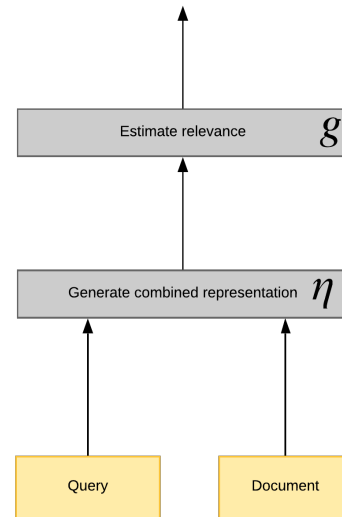 Estimate relevance g
Generate combined representation η
Query
Document